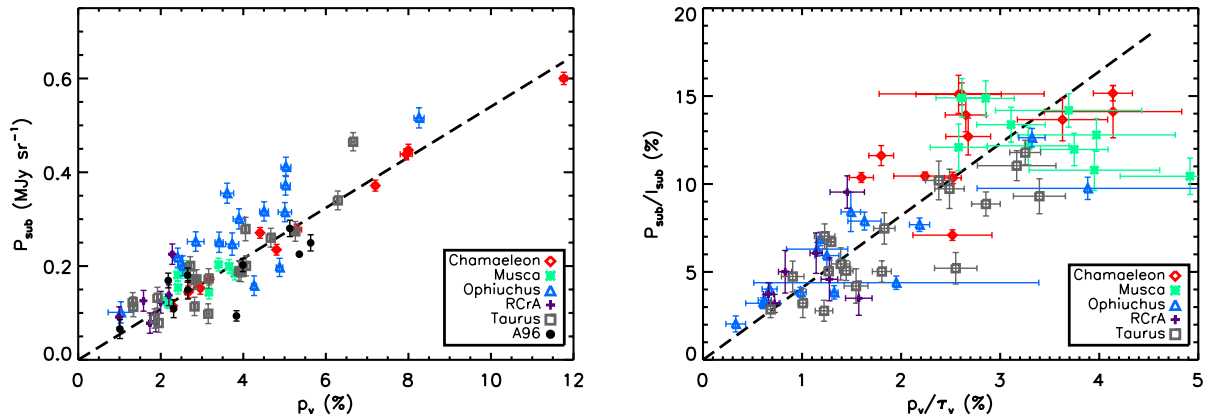 P_sub (MJy sr⁻¹)
0.6
0.4
0.2
0.0
0 2 4 6 8 10 12
p_v (%)
Chamaeleon
Musca
Ophiuchus
RCrA
Taurus
A96
P_sub/I_sub (%)
20
15
10
5
0
0 1 2 3 4 5
p_v/τ_v (%)
Chamaeleon
Musca
Ophiuchus
RCrA
Taurus